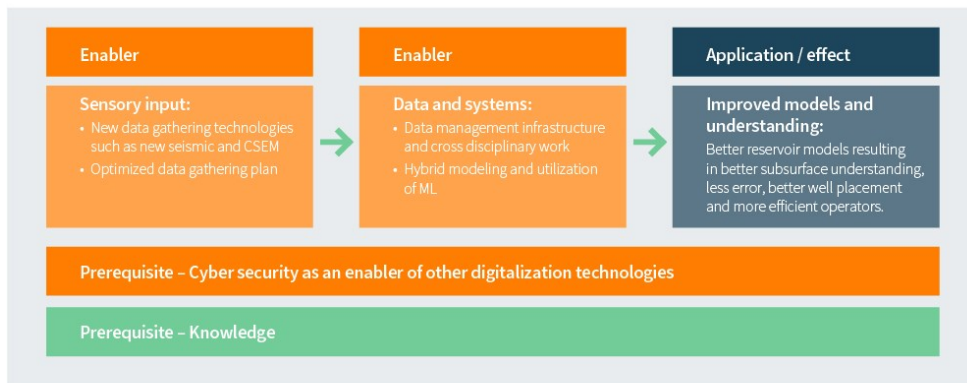 Enabler
Sensory input:
• New data gathering technologies
such as new seismic and CSEM
• Optimized data gathering plan
Enabler
Data and systems:
• Data management infrastructure
and cross disciplinary work
• Hybrid modeling and utilization
of ML
Application / effect
Improved models and
understanding:
Better reservoir models resulting
in better subsurface understanding,
less error, better well placement
and more efficient operators.
Prerequisite – Cyber security as an enabler of other digitalization technologies
Prerequisite – Knowledge